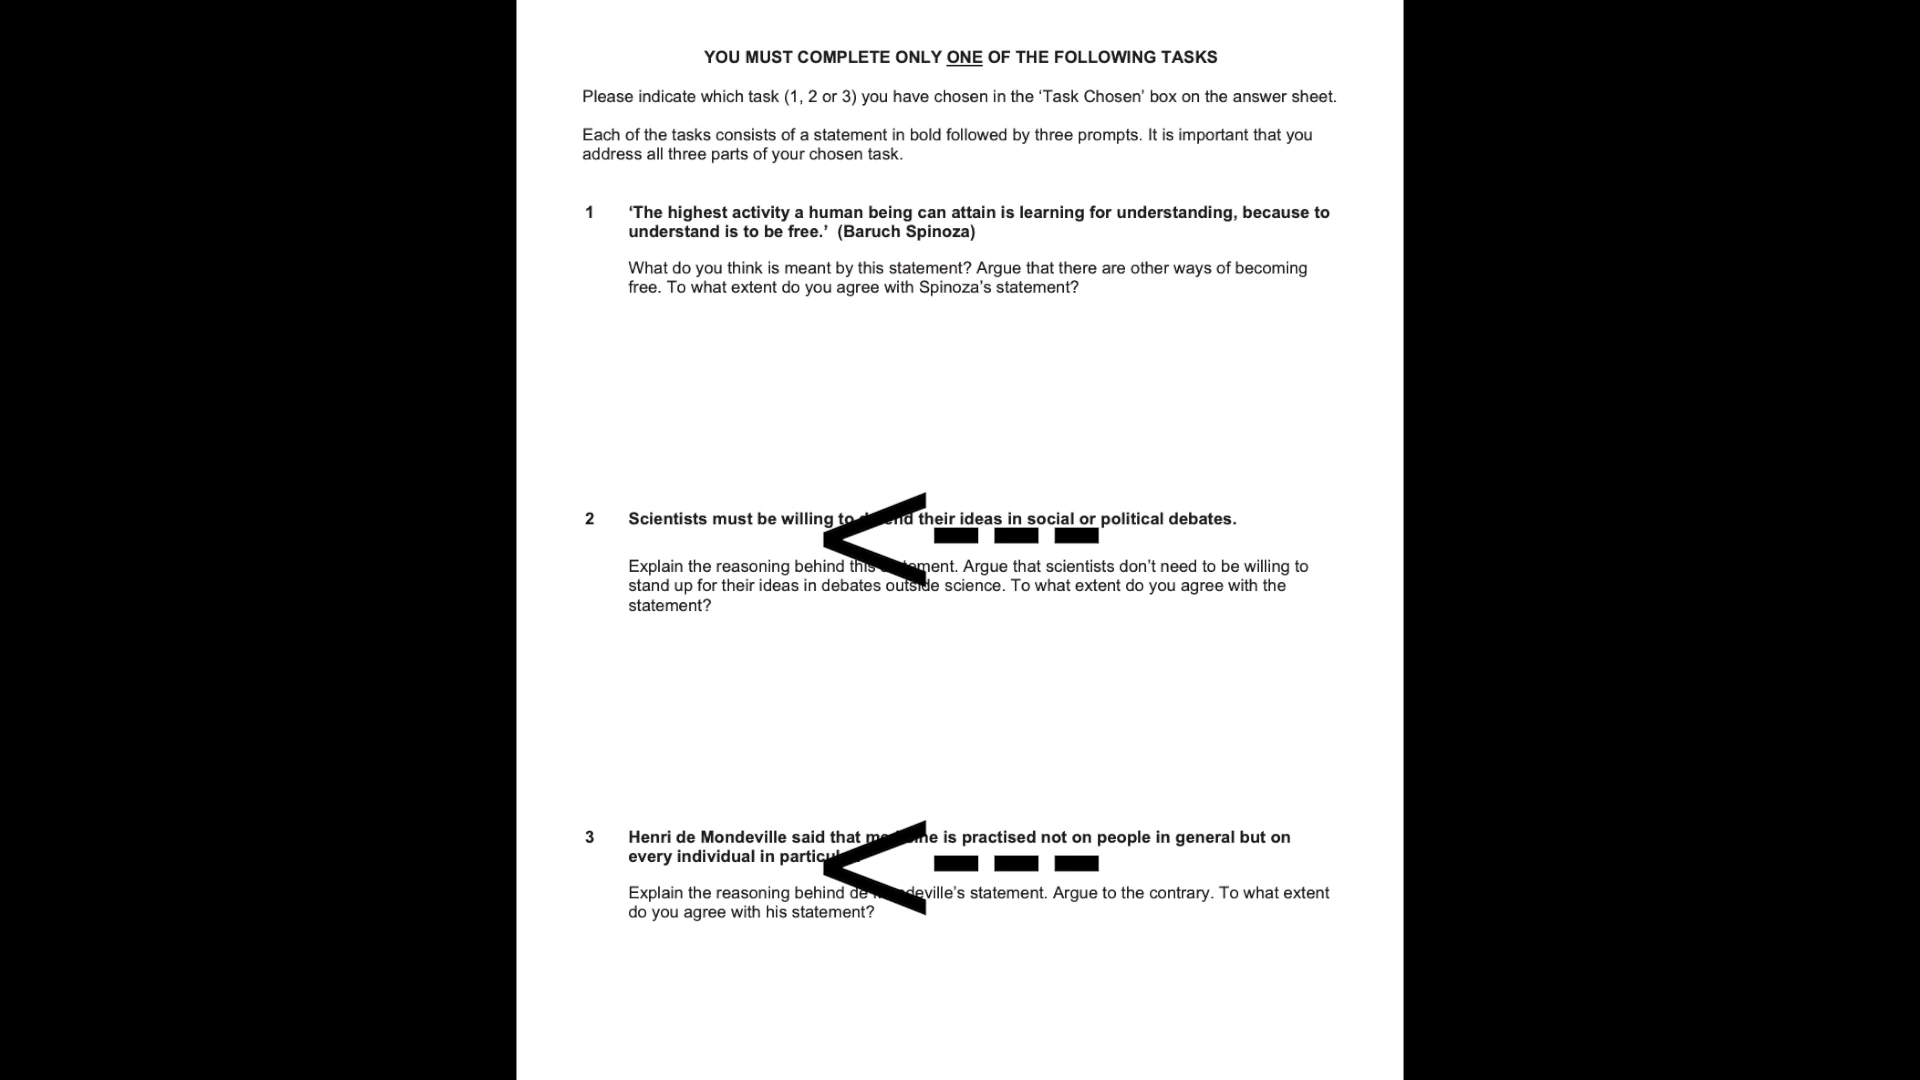 YOU MUST COMPLETE ONLY ONE OF THE FOLLOWING TASKS
Please indicate which task (1, 2 or 3) you have chosen in the ‘Task Chosen’ box on the answer sheet.
Each of the tasks consists of a statement in bold followed by three prompts. It is important that you
address all three parts of your chosen task.
1 ‘The highest activity a human being can attain is learning for understanding, because to
understand is to be free.’ (Baruch Spinoza)
What do you think is meant by this statement? Argue that there are other ways of becoming
free. To what extent do you agree with Spinoza’s statement?
2 Scientists must be willing to defend their ideas in social or political debates.
Explain the reasoning behind this statement. Argue that scientists don’t need to be willing to
stand up for their ideas in debates outside science. To what extent do you agree with the
statement?
3 Henri de Mondeville said that medicine is practised not on people in general but on
every individual in particular.
Explain the reasoning behind de Mondeville’s statement. Argue to the contrary. To what extent
do you agree with his statement?